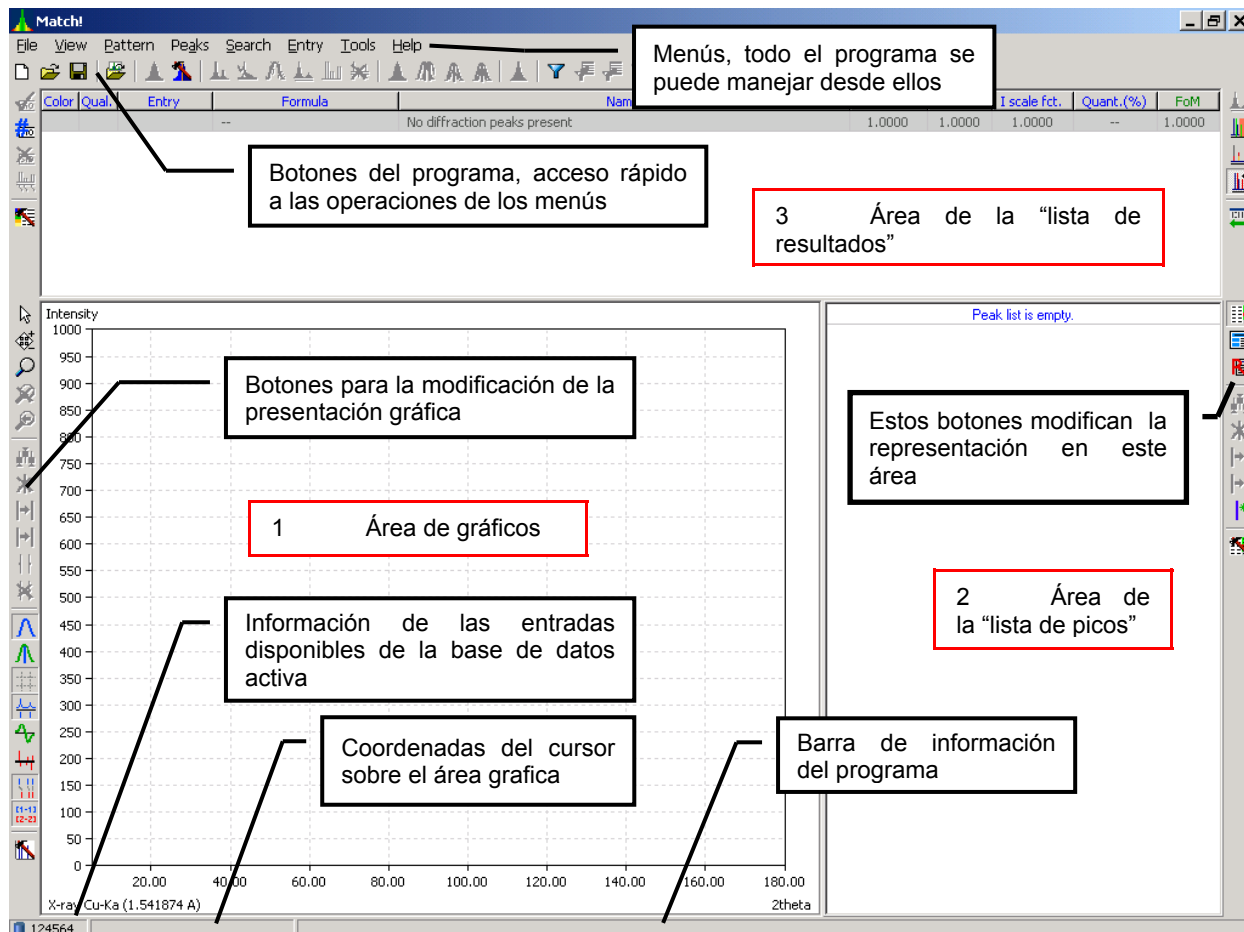 Match!
File View Pattern Peaks Search Entry Tools Help
Menús, todo el programa se
puede manejar desde ellos
Color Qual. Entry Formula Nam I scale fct. Quant.(%) FoM
-- No diffraction peaks present 1.0000 1.0000 1.0000 -- 1.0000
Botones del programa, acceso rápido
a las operaciones de los menús
3 Área de la “lista de
resultados”
Intensity
Peak list is empty.
1000
950
900
850
800
750
700
650
600
550
500
450
400
350
300
250
200
150
100
50
0
Botones para la modificación de la
presentación gráfica
Estos botones modifican la
representación en este
área
1 Área de gráficos
2 Área de
la “lista de picos”
Información de las entradas
disponibles de la base de datos
activa
Coordenadas del cursor
sobre el área grafica
Barra de información
del programa
20.00 40.00 60.00 80.00 100.00 120.00 140.00 160.00 180.00
X-ray Cu-Ka (1.541874 A) 2theta
124564